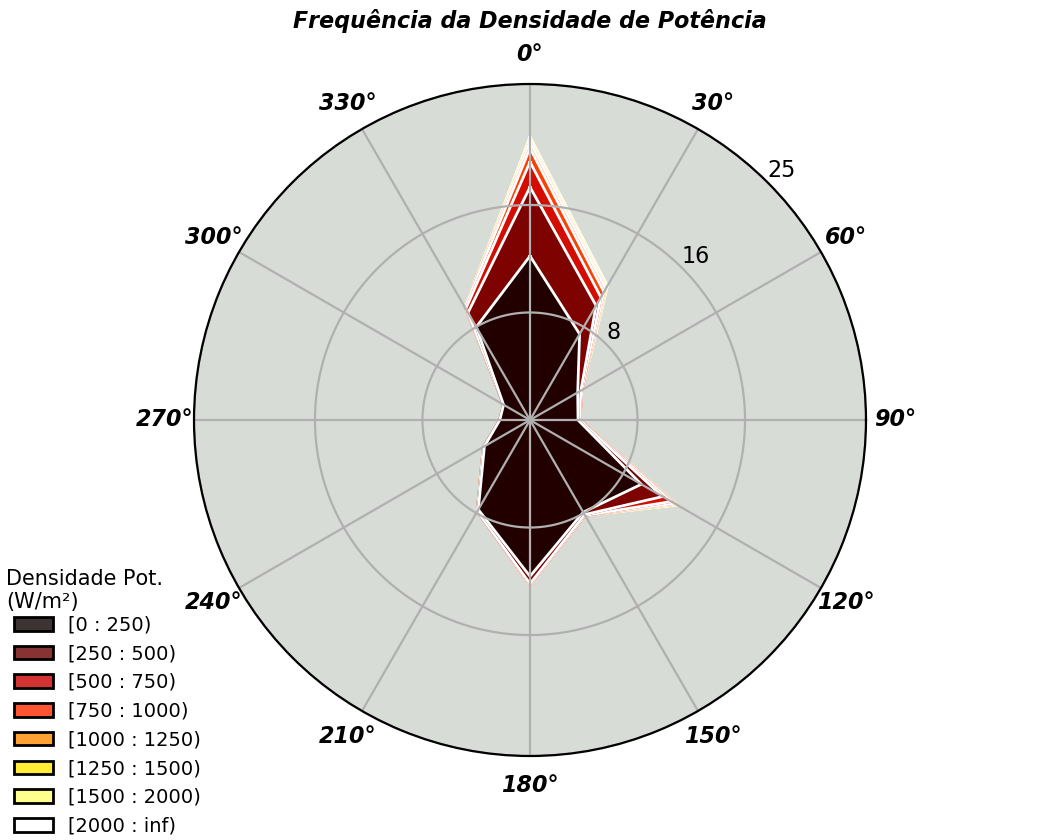 Frequência da Densidade de Potência
0°
330°
30°
25
300°
60°
16
8
270°
90°
240°
120°
210°
150°
180°
Densidade Pot.
(W/m²)
[0 : 250)
[250 : 500)
[500 : 750)
[750 : 1000)
[1000 : 1250)
[1250 : 1500)
[1500 : 2000)
[2000 : inf)